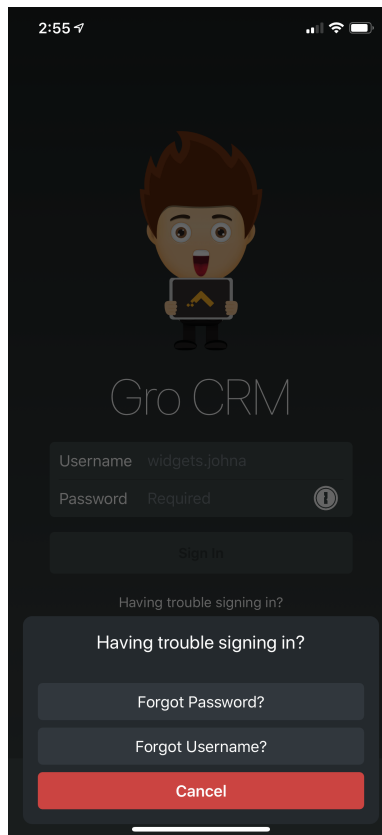 2:55
Gro CRM
Username widgets.johna
Password Required
Sign In
Having trouble signing in?
Having trouble signing in?
Forgot Password?
Forgot Username?
Cancel